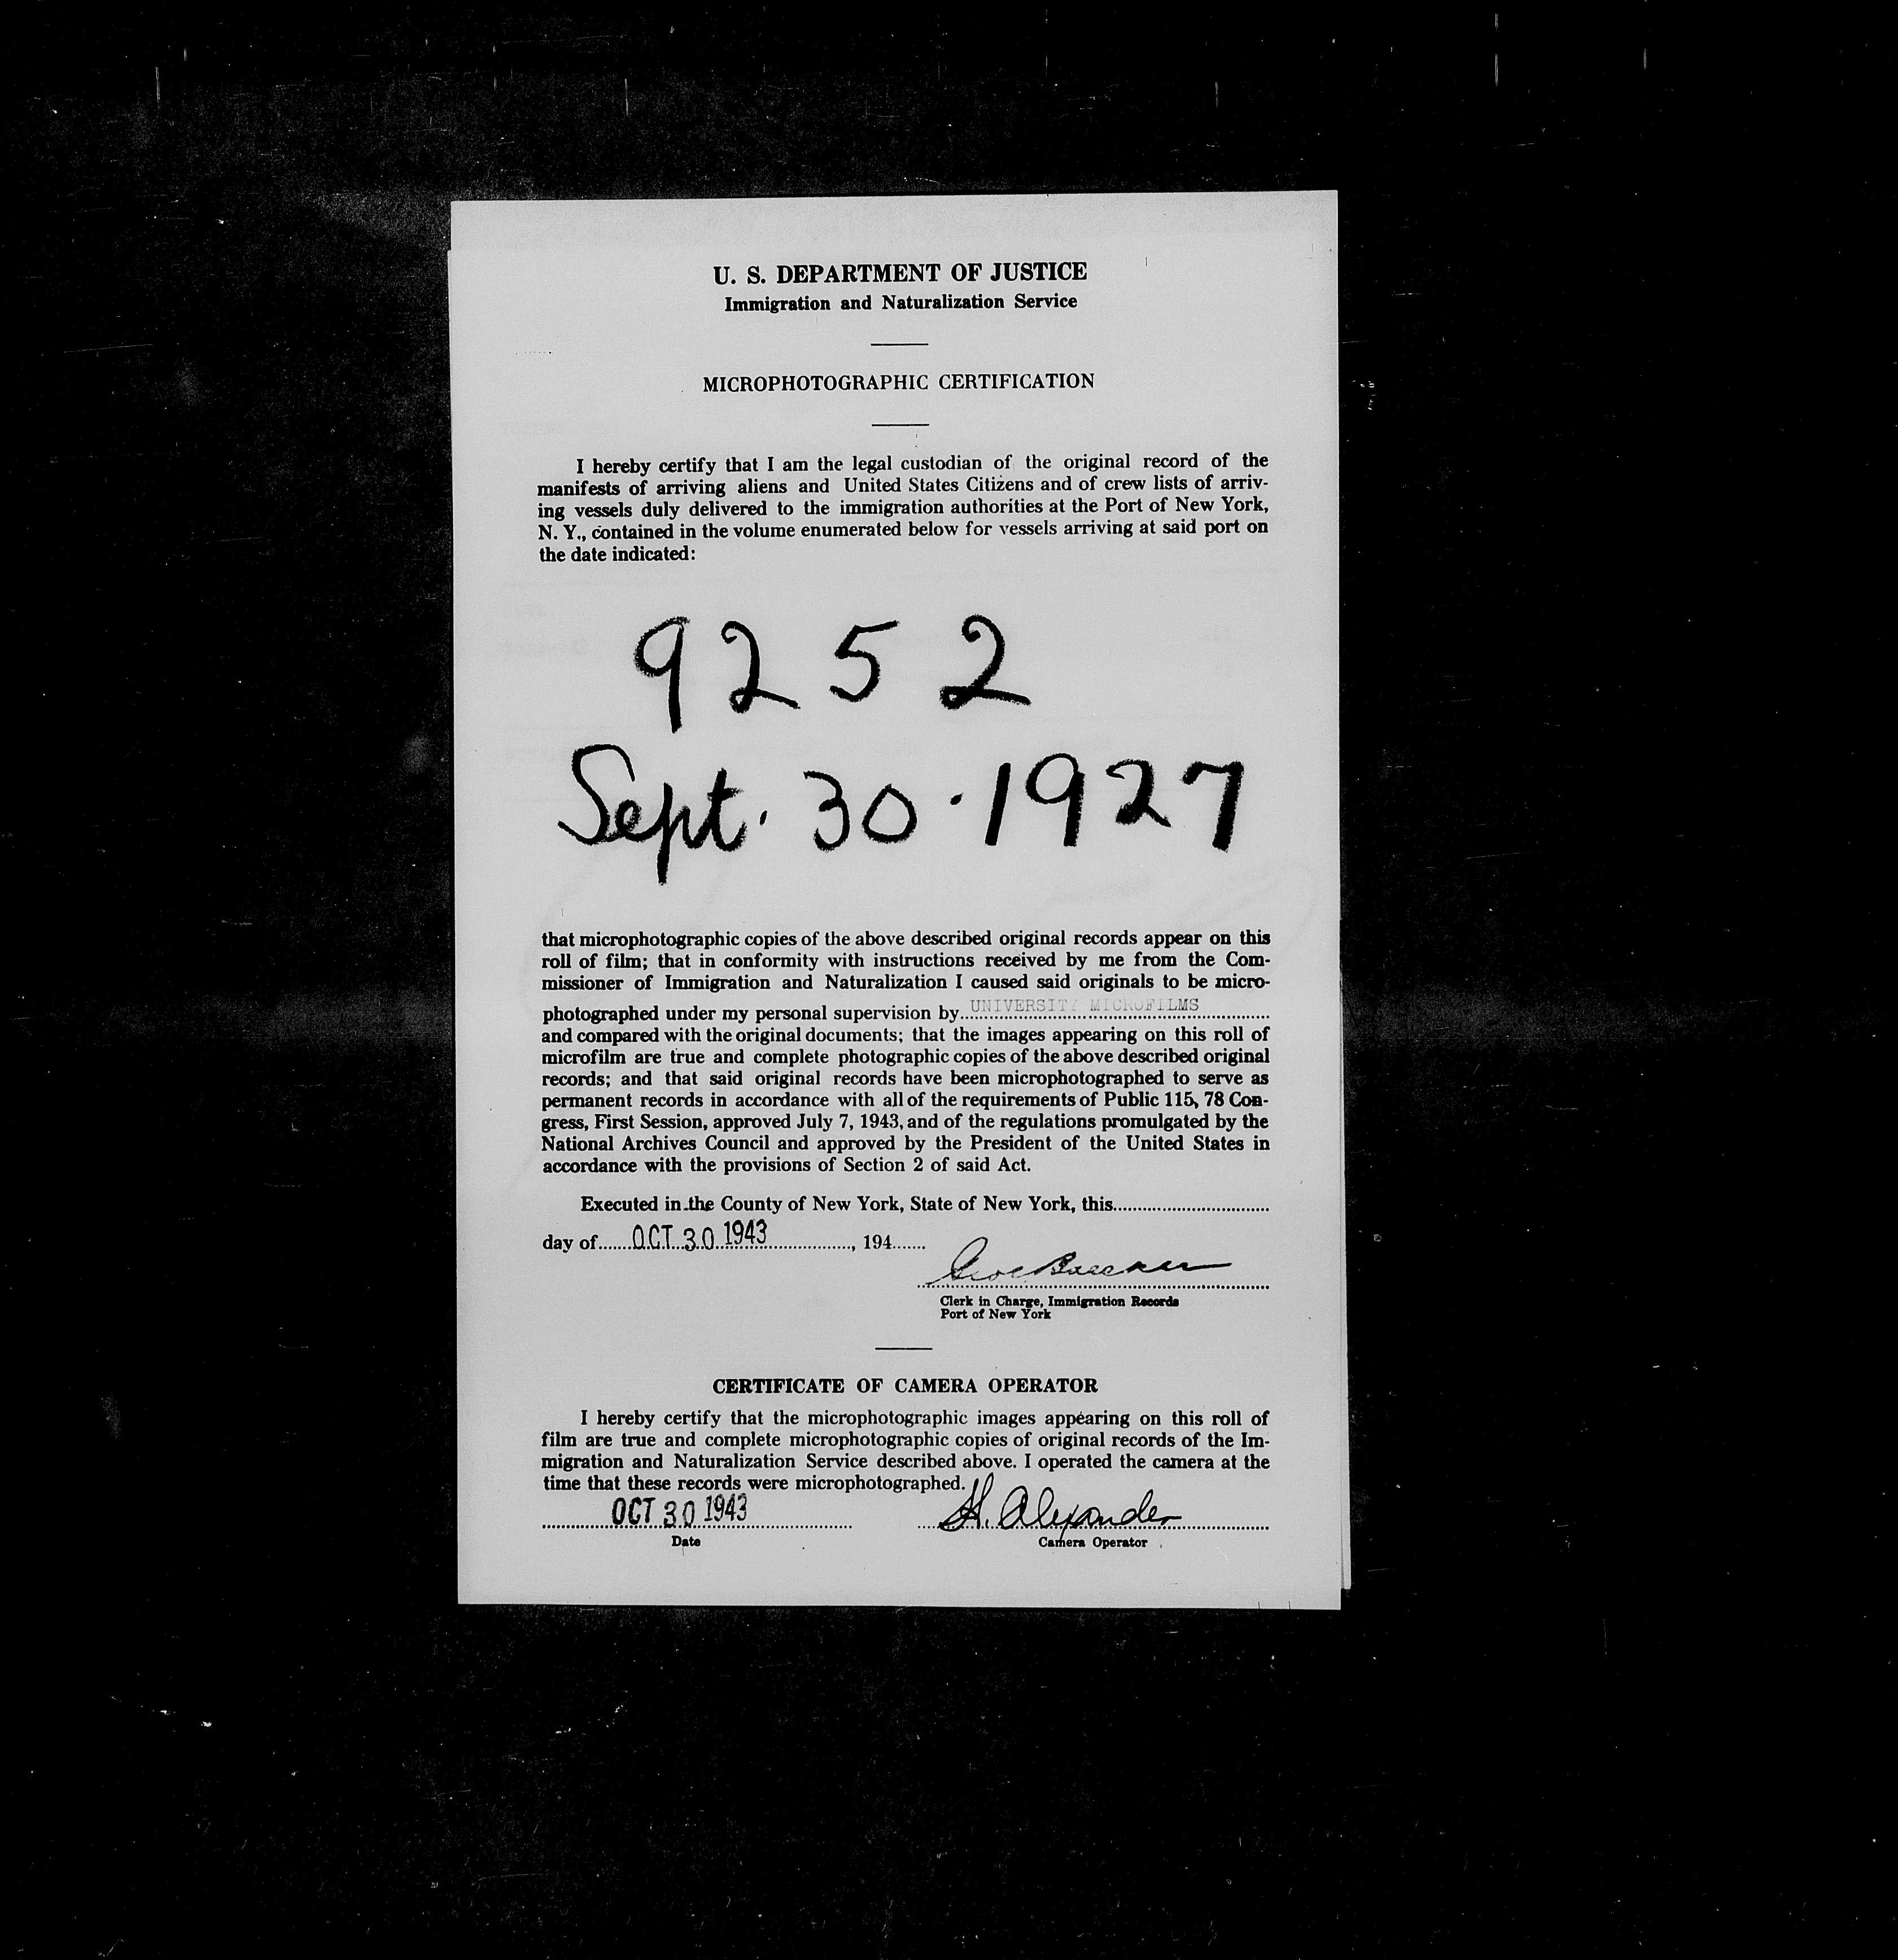 U. S. DEPARTMENT OF JUSTICE
Immigration and Naturalization Service
MICROPHOTOGRAPHIC CERTIFICATION
I hereby certify that I am the legal custodian of the original record of the
manifests of arriving aliens and United States Citizens and of crew lists of arriv-
ing vessels duly delivered to the immigration authorities at the Port of New York,
N. Y., contained in the volume enumerated below for vessels arriving at said port on
the date indicated:
9252
Sept. 30 · 1927
that microphotographic copies of the above described original records appear on this
roll of film; that in conformity with instructions received by me from the Com-
missioner of Immigration and Naturalization I caused said originals to be micro-
photographed under my personal supervision by UNIVERSITY MICROFILMS
and compared with the original documents; that the images appearing on this roll of
microfilm are true and complete photographic copies of the above described original
records; and that said original records have been microphotographed to serve as
permanent records in accordance with all of the requirements of Public 115, 78 Con-
gress, First Session, approved July 7, 1943, and of the regulations promulgated by the
National Archives Council and approved by the President of the United States in
accordance with the provisions of Section 2 of said Act.
Executed in the County of New York, State of New York, this
day of OCT 30 1943, 194
Clerk in Charge, Immigration Records
Port of New York
CERTIFICATE OF CAMERA OPERATOR
I hereby certify that the microphotographic images appearing on this roll of
film are true and complete microphotographic copies of original records of the Im-
migration and Naturalization Service described above. I operated the camera at the
time that these records were microphotographed.
OCT 30 1943 H. Alexander
Date Camera Operator